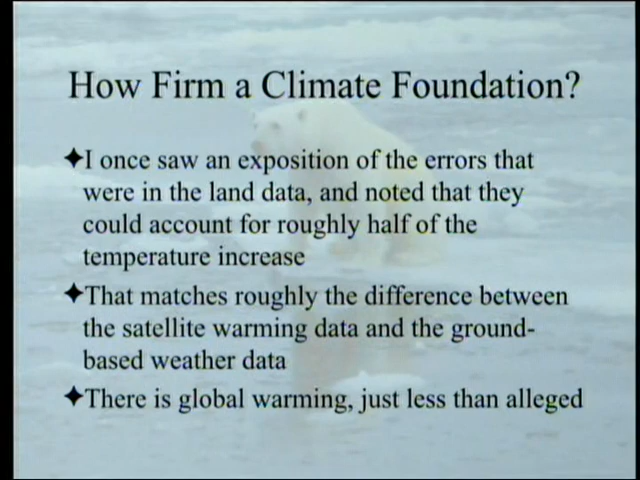 How Firm a Climate Foundation?
✦I once saw an exposition of the errors that
were in the land data, and noted that they
could account for roughly half of the
temperature increase
✦That matches roughly the difference between
the satellite warming data and the ground-
based weather data
✦There is global warming, just less than alleged